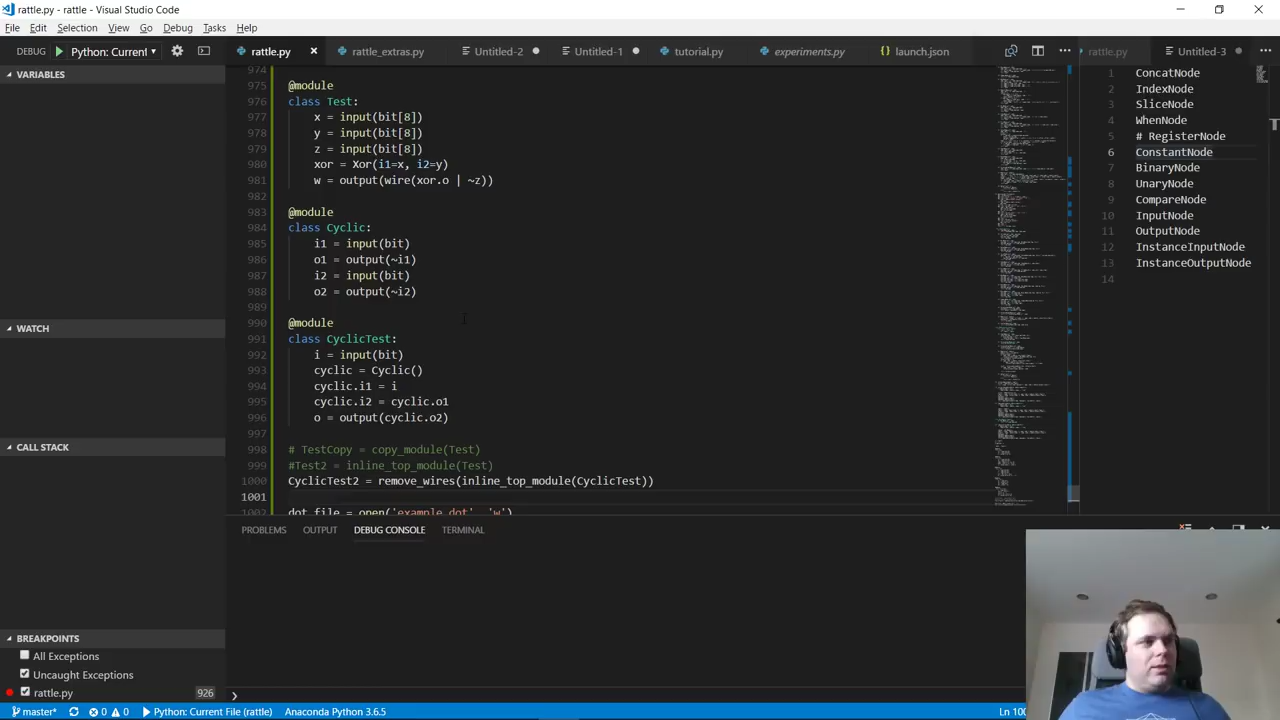 rattle.py - rattle - Visual Studio Code
File Edit Selection View Go Debug Tasks Help
DEBUG Python: Current
rattle.py rattle_extras.py Untitled-2 Untitled-1 tutorial.py experiments.py launch.json rattle.py Untitled-3
VARIABLES
WATCH
CALL STACK
BREAKPOINTS
All Exceptions
Uncaught Exceptions
rattle.py 926
974
975 @module
976 class Test:
977 x = input(bit[8])
978 y = input(bit[8])
979 z = input(bit[8])
980 xor = Xor(i1=x, i2=y)
981 w = output(wire(xor.o | ~z))
982
983 @module
984 class Cyclic:
985 i1 = input(bit)
986 o1 = output(~i1)
987 i2 = input(bit)
988 o2 = output(~i2)
989
990 @module
991 class CyclicTest:
992 i = input(bit)
993 cyclic = Cyclic()
994 cyclic.i1 = i
995 cyclic.i2 = cyclic.o1
996 o = output(cyclic.o2)
997
998 # TestCopy = copy_module(Test)
999 #Test2 = inline_top_module(Test)
1000 CyclicTest2 = remove_wires(inline_top_module(CyclicTest))
1001
1002 dot_file = open('example.dot', 'w')
1 ConcatNode
2 IndexNode
3 SliceNode
4 WhenNode
5 # RegisterNode
6 ConstantNode
7 BinaryNode
8 UnaryNode
9 CompareNode
10 InputNode
11 OutputNode
12 InstanceInputNode
13 InstanceOutputNode
14
PROBLEMS OUTPUT DEBUG CONSOLE TERMINAL
master* 0 0 Python: Current File (rattle) Anaconda Python 3.6.5 Ln 100